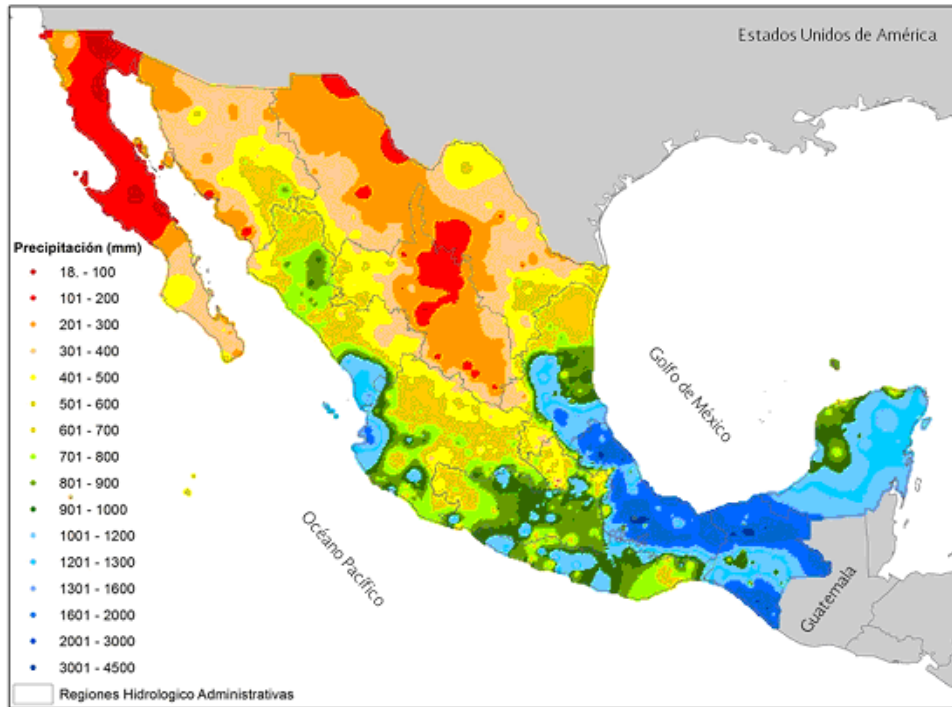 Estados Unidos de América
Golfo de México
Océano Pacífico
Guatemala
Precipitación (mm)
18. - 100
101 - 200
201 - 300
301 - 400
401 - 500
501 - 600
601 - 700
701 - 800
801 - 900
901 - 1000
1001 - 1200
1201 - 1300
1301 - 1600
1601 - 2000
2001 - 3000
3001 - 4500
Regiones Hidrologico Administrativas